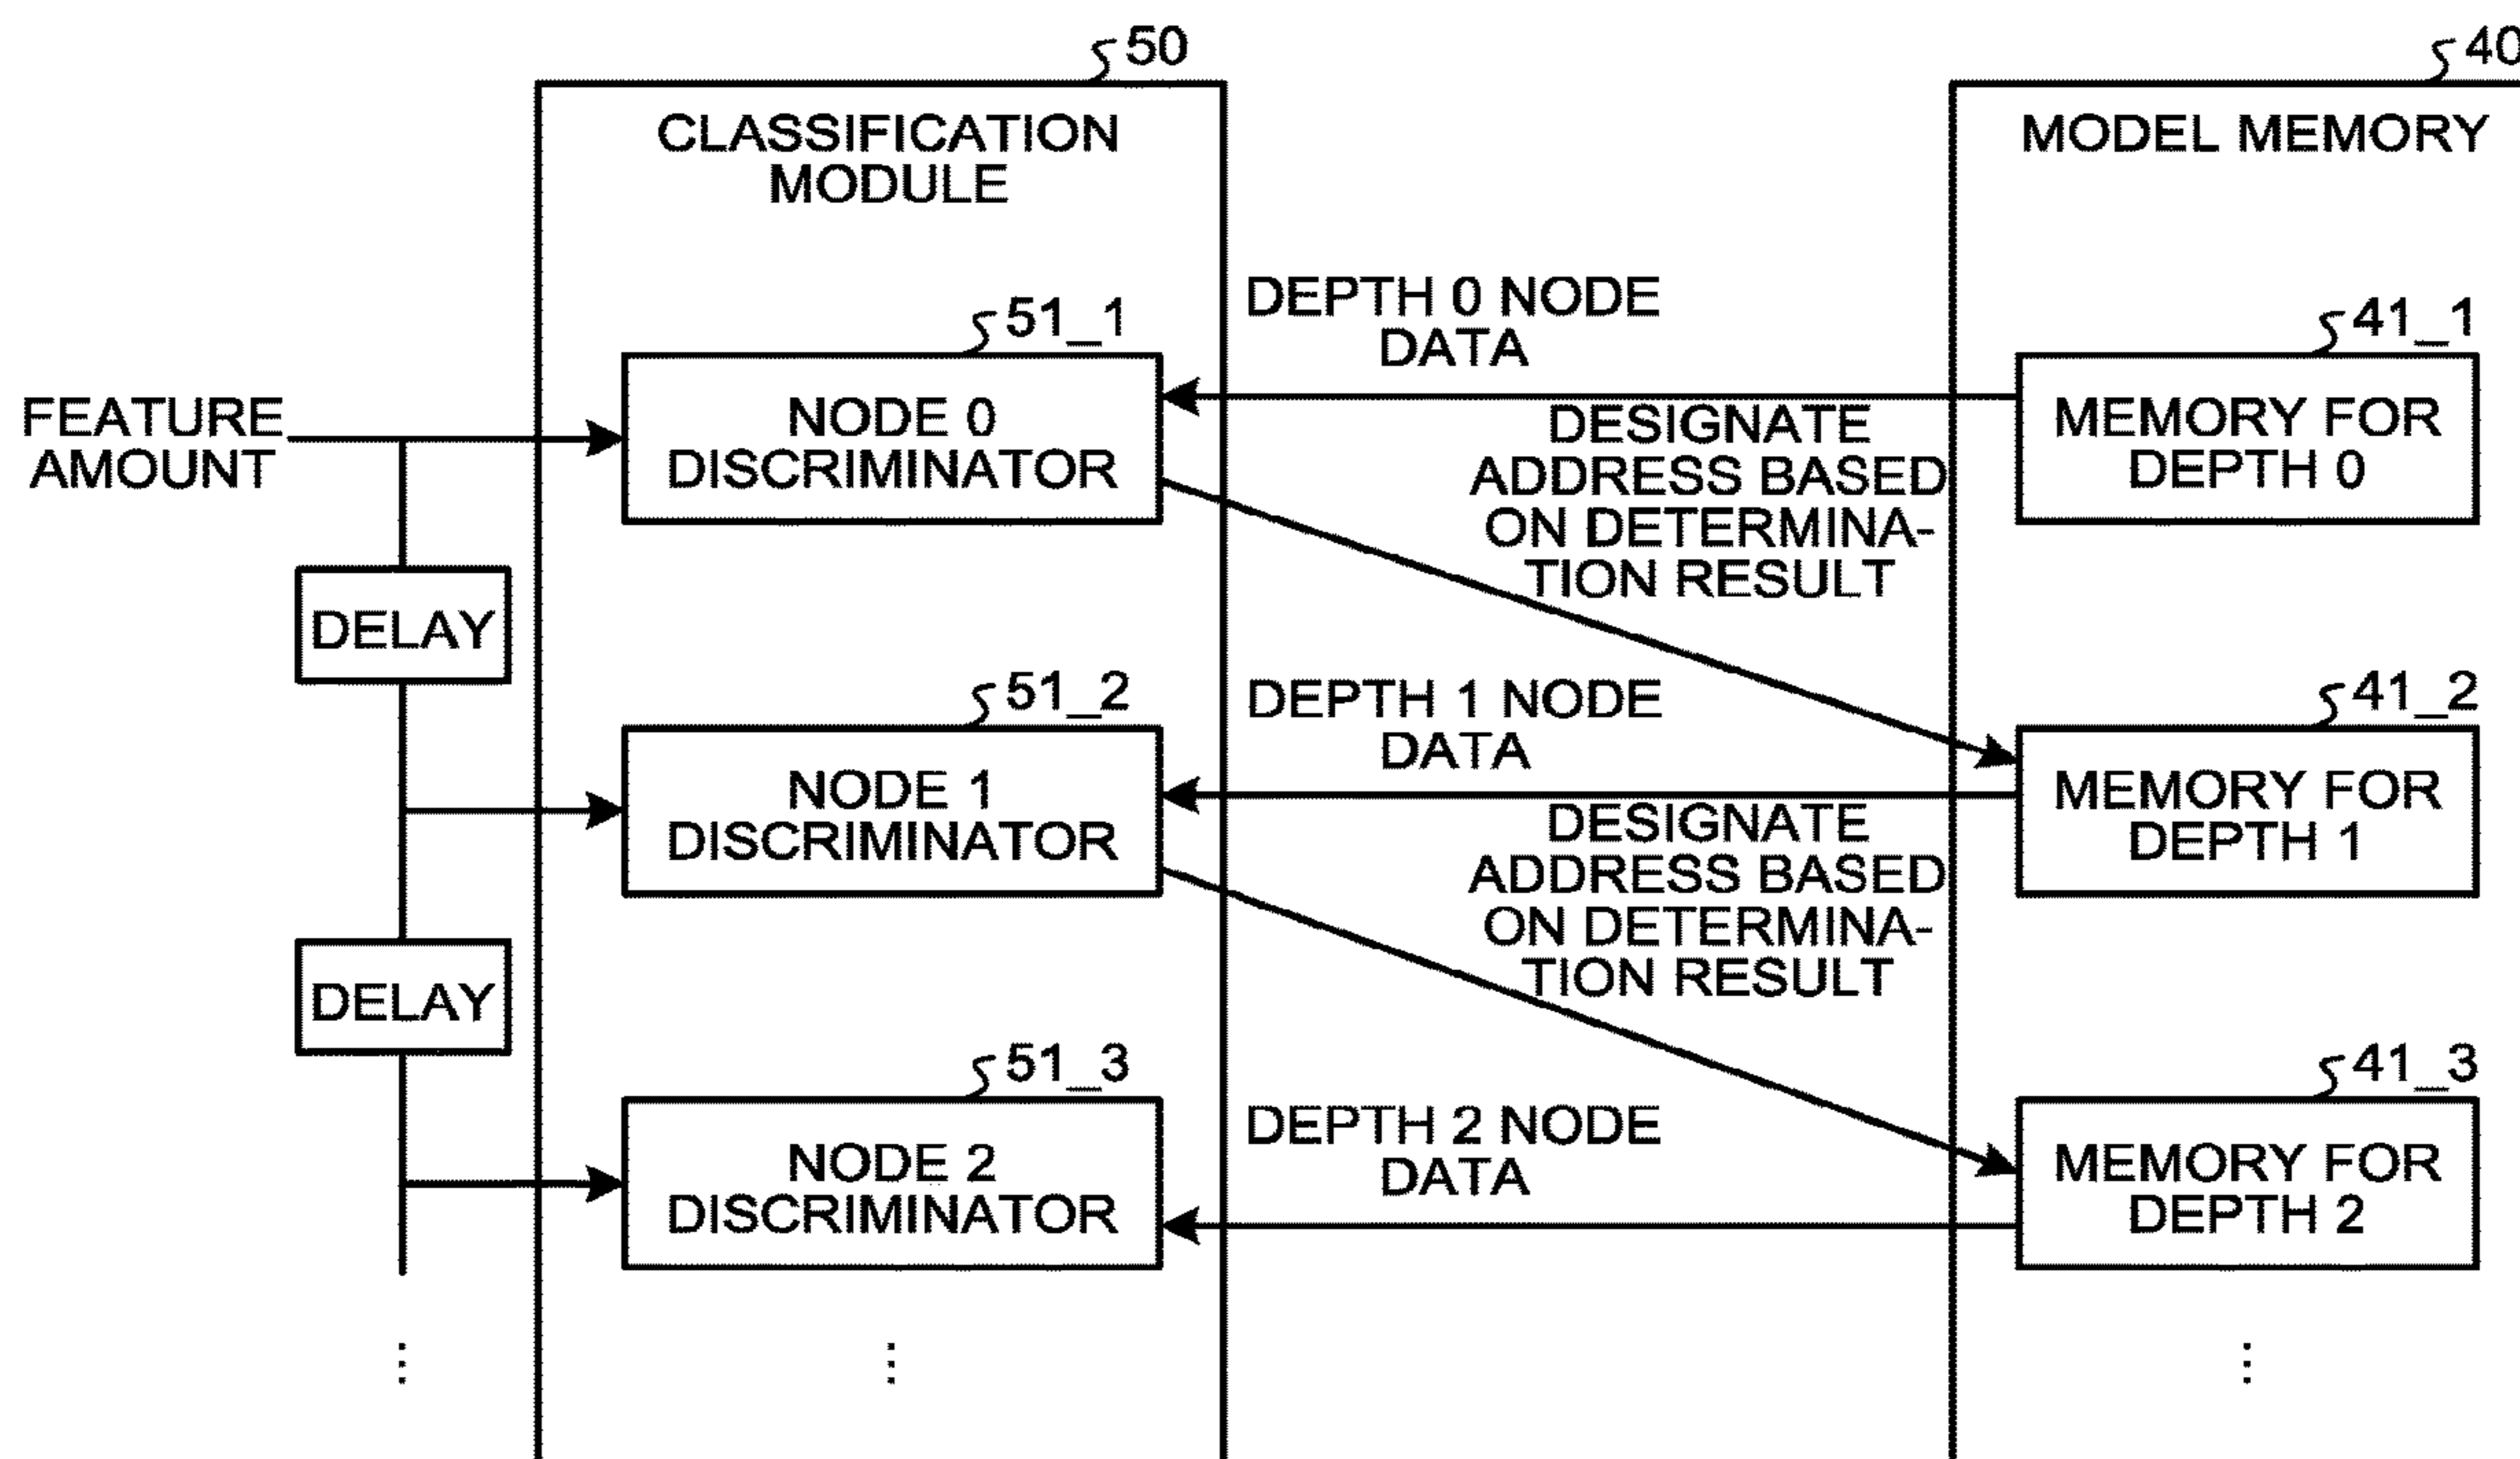 50
40
CLASSIFICATION
MODULE
MODEL MEMORY
DEPTH 0 NODE
DATA
51_1
41_1
FEATURE
AMOUNT
NODE 0
DISCRIMINATOR
DESIGNATE
ADDRESS BASED
ON DETERMINA-
TION RESULT
MEMORY FOR
DEPTH 0
DELAY
51_2
DEPTH 1 NODE
DATA
41_2
NODE 1
DISCRIMINATOR
DESIGNATE
ADDRESS BASED
ON DETERMINA-
TION RESULT
MEMORY FOR
DEPTH 1
DELAY
51_3
DEPTH 2 NODE
DATA
41_3
NODE 2
DISCRIMINATOR
MEMORY FOR
DEPTH 2